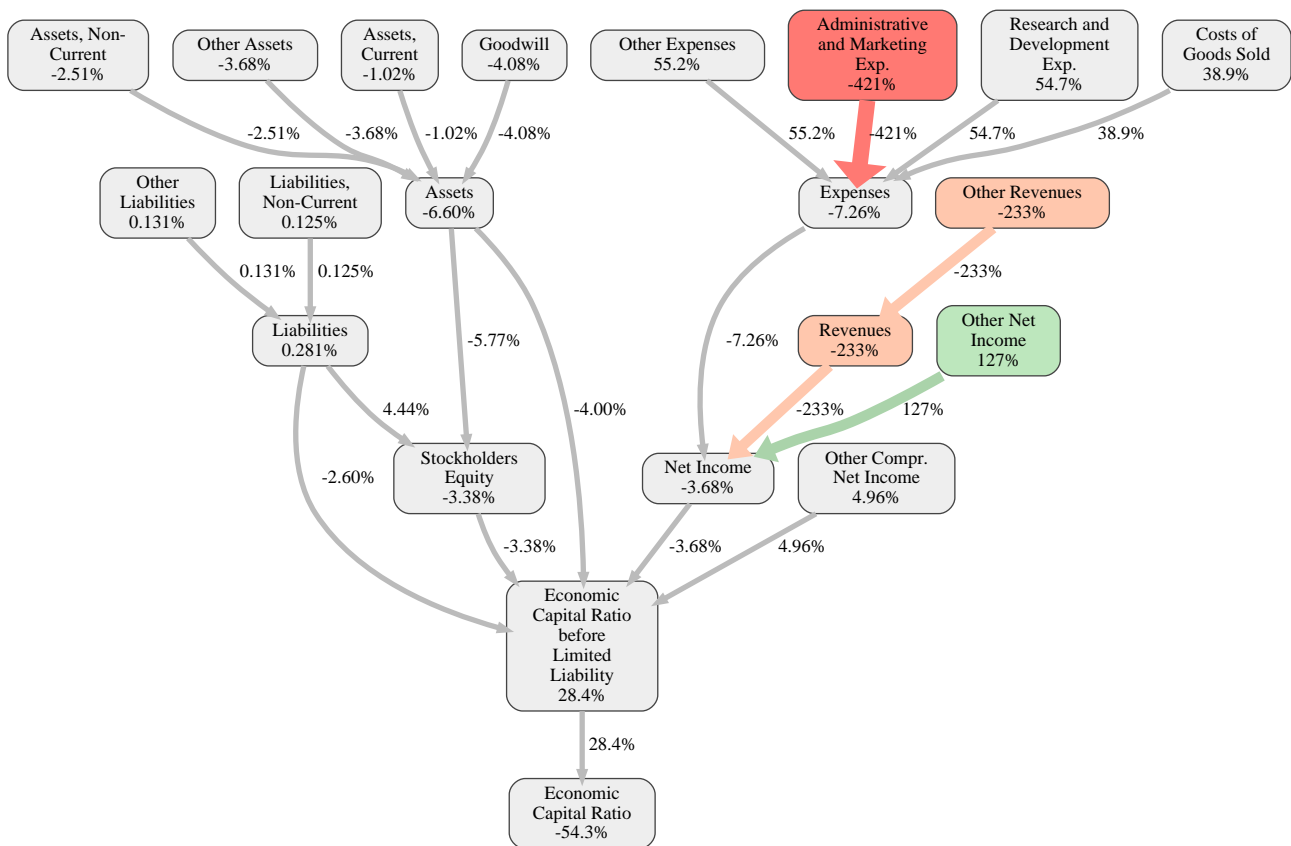 Assets, Non-
Current
-2.51%
Other Assets
-3.68%
Assets,
Current
-1.02%
Goodwill
-4.08%
Other Expenses
55.2%
Administrative
and Marketing
Exp.
-421%
Research and
Development
Exp.
54.7%
Costs of
Goods Sold
38.9%
-2.51%
-3.68%
-1.02%
-4.08%
55.2%
-421%
54.7%
38.9%
Other
Liabilities
0.131%
Liabilities,
Non-Current
0.125%
Assets
-6.60%
Expenses
-7.26%
Other Revenues
-233%
0.131%
0.125%
-233%
Liabilities
0.281%
-5.77%
-7.26%
Revenues
-233%
Other Net
Income
127%
4.44%
-4.00%
-233%
127%
-2.60%
Stockholders
Equity
-3.38%
Net Income
-3.68%
Other Compr.
Net Income
4.96%
-3.38%
-3.68%
4.96%
Economic
Capital Ratio
before
Limited
Liability
28.4%
28.4%
Economic
Capital Ratio
-54.3%